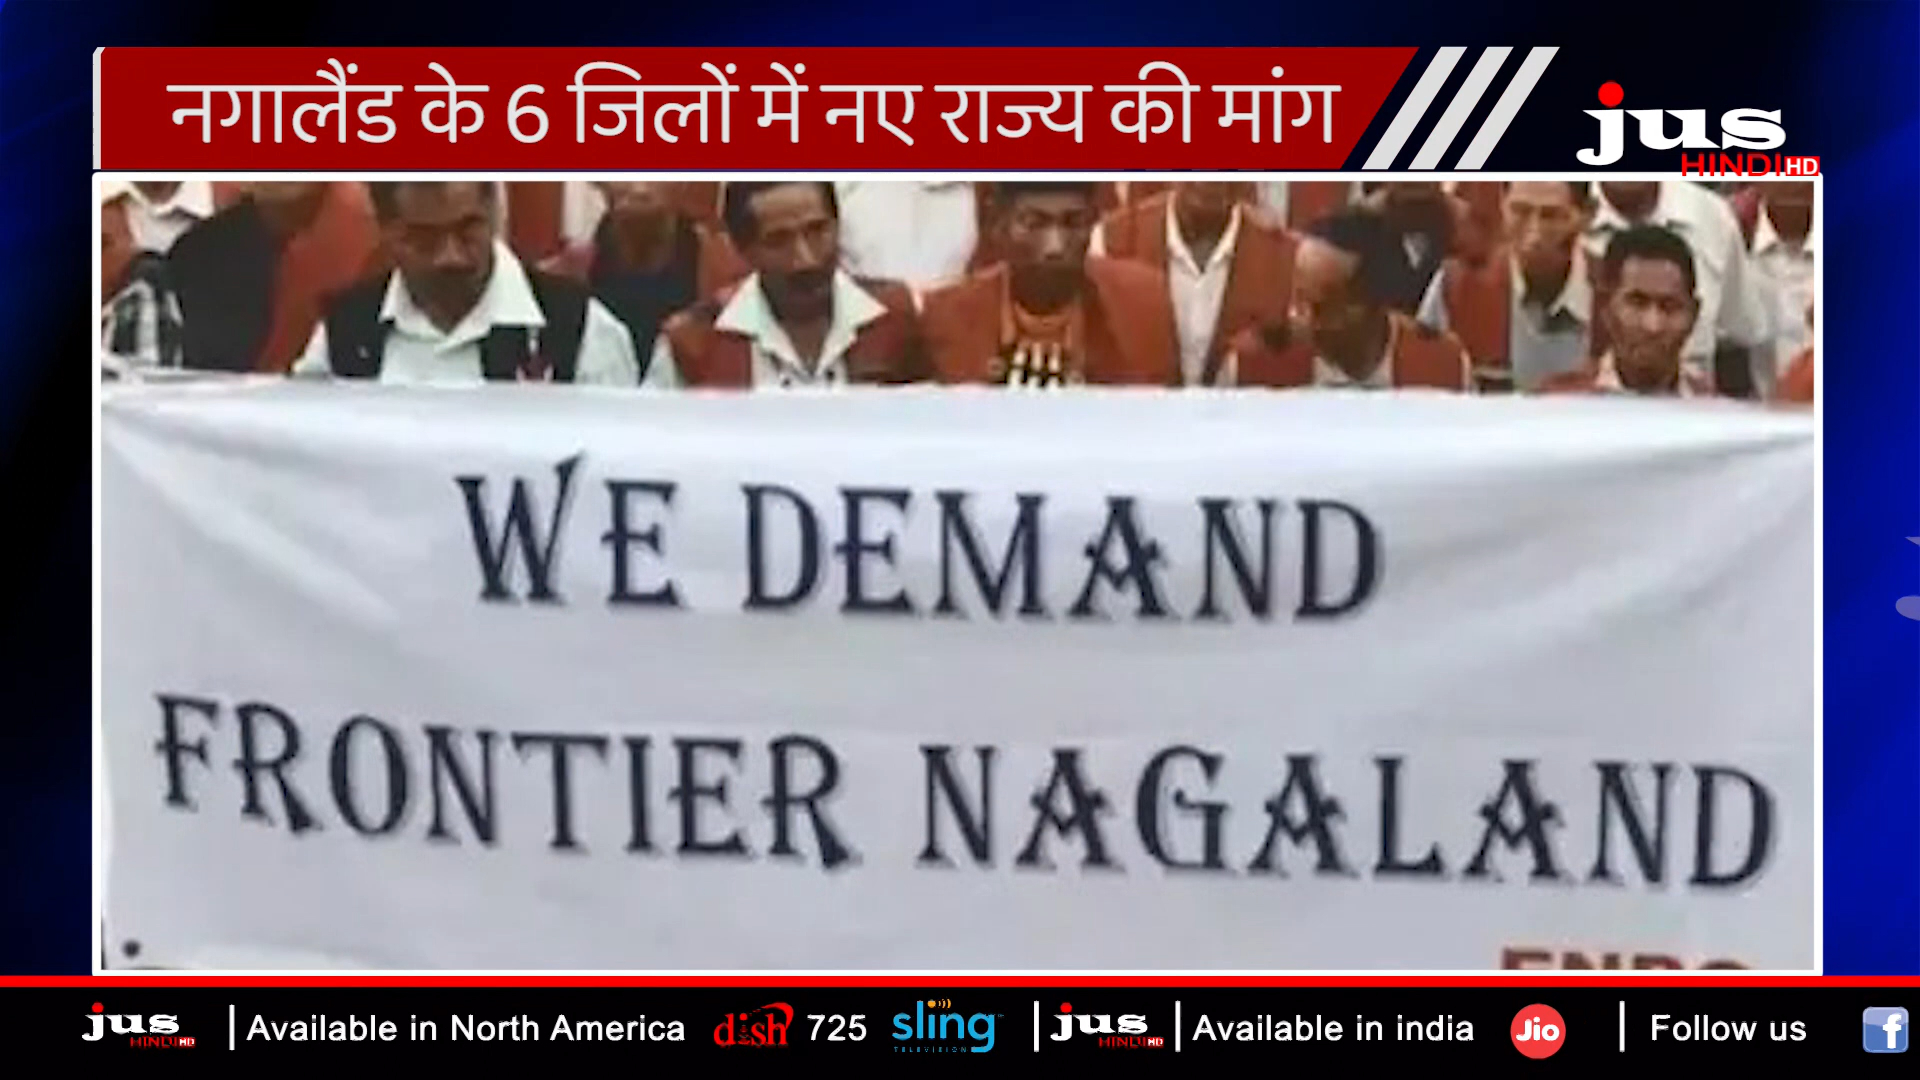 नगालैंड के 6 जिलों में नए राज्य की मांग
jus
HINDI HD
WE DEMAND
FRONTIER NAGALAND
jus HINDI HD | Available in North America dish 725 sling TELEVISION | jus HINDI HD | Available in india Jio | Follow us f